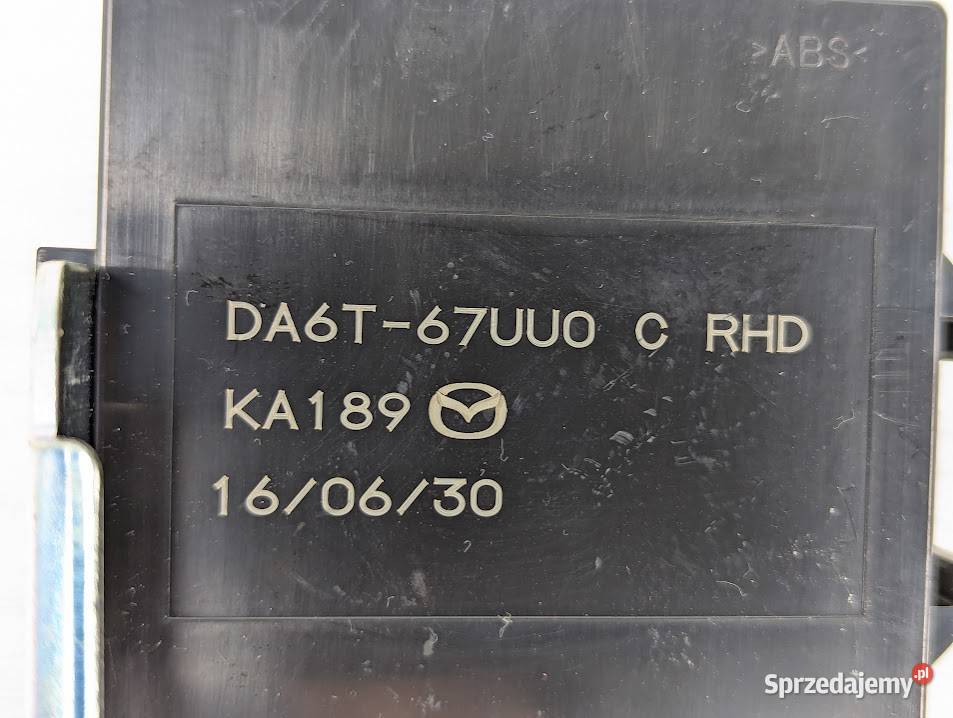 >ABS<
DA6T-67UU0 C RHD
KA189
16/06/30
Sprzedajemy.pl